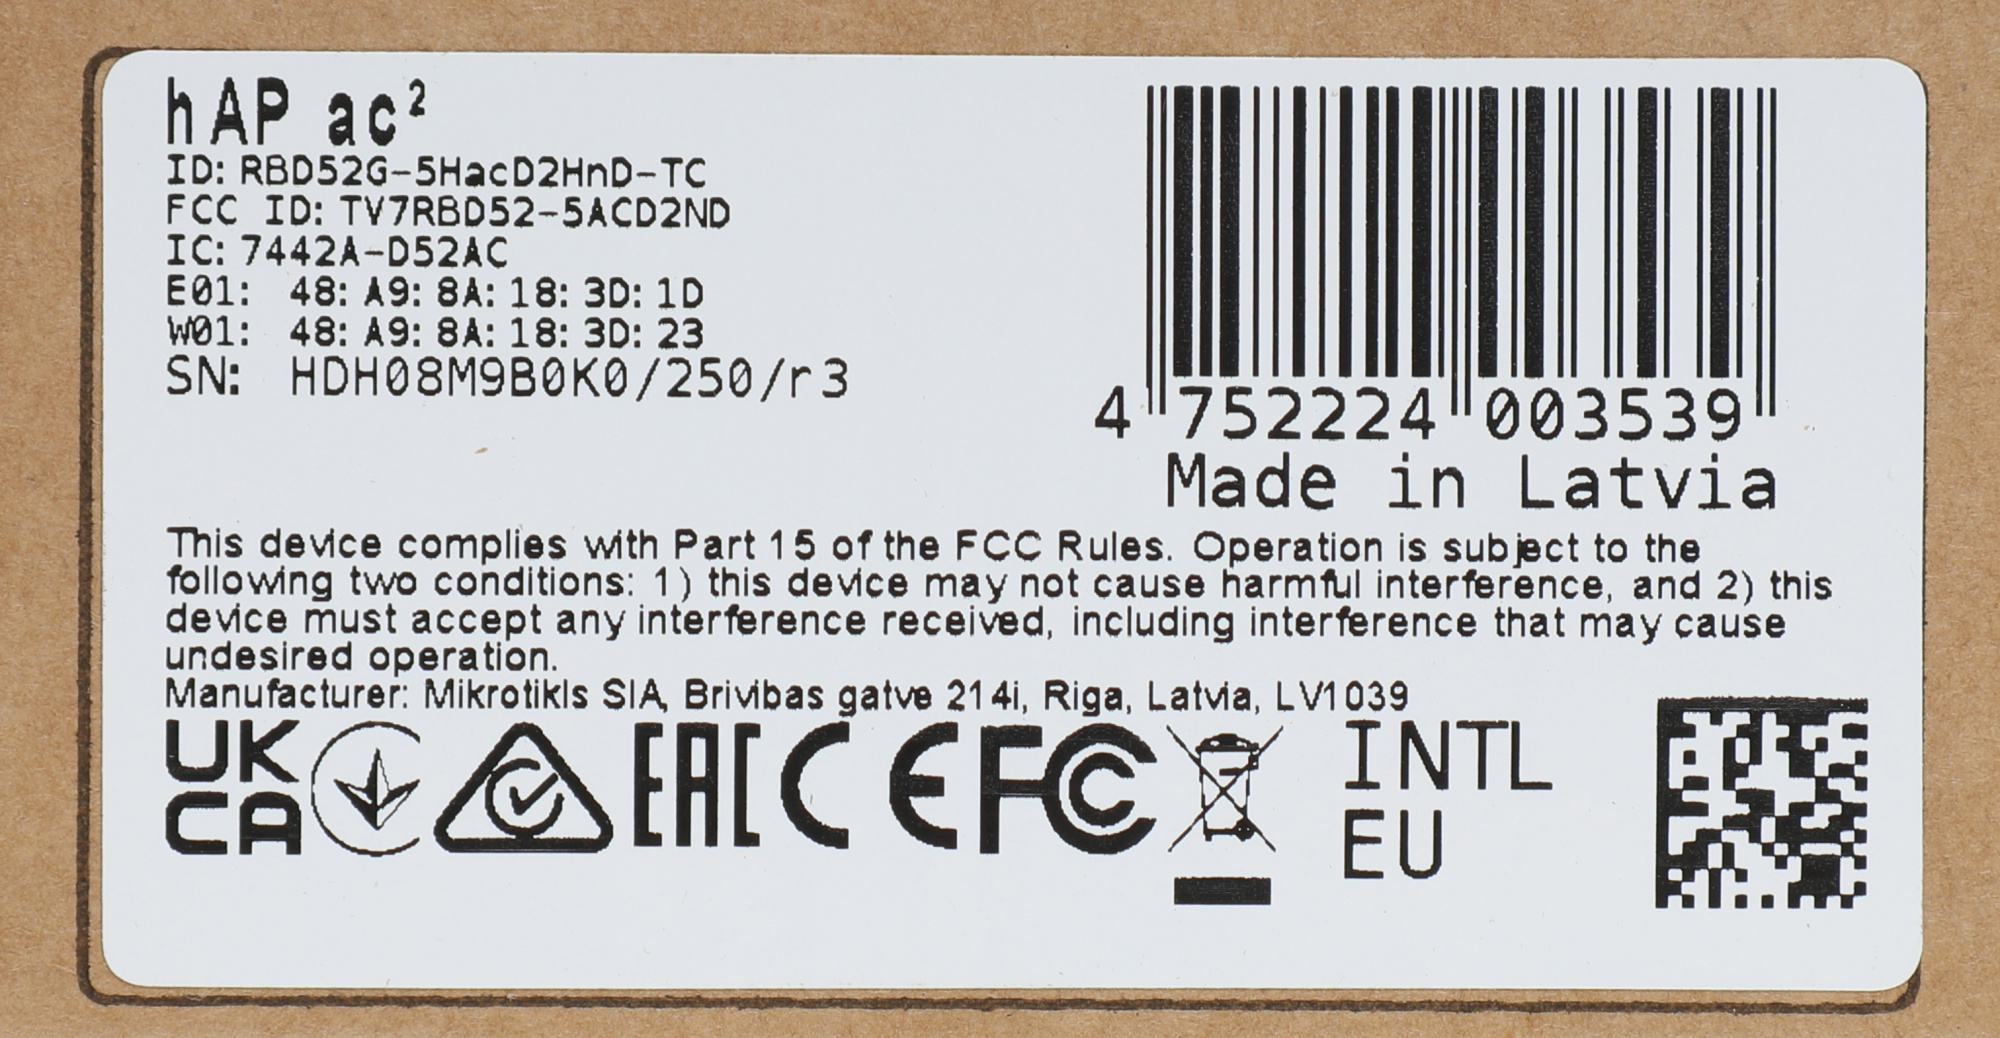 hAP ac²
ID: RBD52G-5HacD2HnD-TC
FCC ID: TV7RBD52-5ACD2ND
IC: 7442A-D52AC
E01: 48: A9: 8A: 18: 3D: 1D
W01: 48: A9: 8A: 18: 3D: 23
SN: HDH08M9B0K0/250/r3
4 752224 003539
Made in Latvia
This device complies with Part 15 of the FCC Rules. Operation is subject to the
following two conditions: 1) this device may not cause harmful interference, and 2) this
device must accept any interference received, including interference that may cause
undesired operation.
Manufacturer: Mikrotikls SIA, Brivibas gatve 214i, Riga, Latvia, LV1039
UK
CA
EAC
CE
FC
INTL
EU